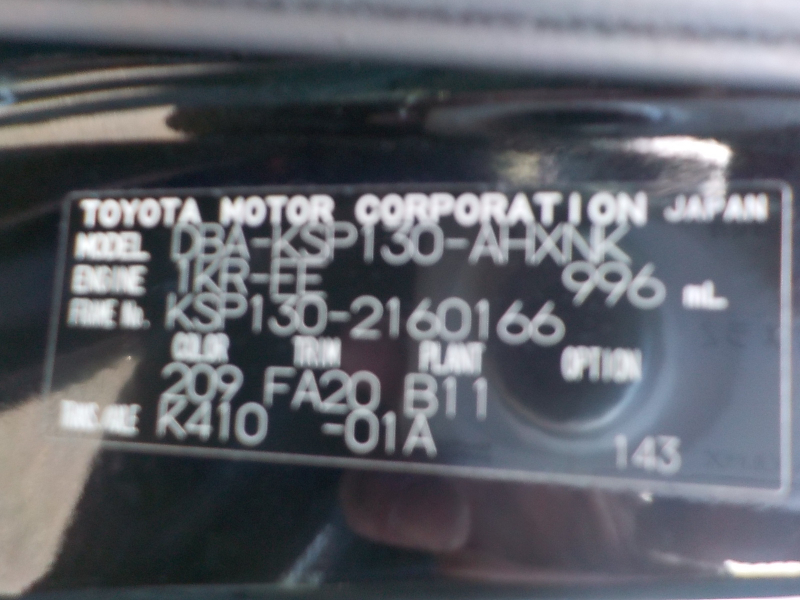 TOYOTA MOTOR CORPORATION JAPAN
MODEL DBA-KSP130-AHXNK
ENGINE 1KR-FE 996 mL
FRAME No. KSP130-2160166
COLOR TRIM PLANT OPTION
209 FA20 B11
TRANS AXLE K410 -01A 143